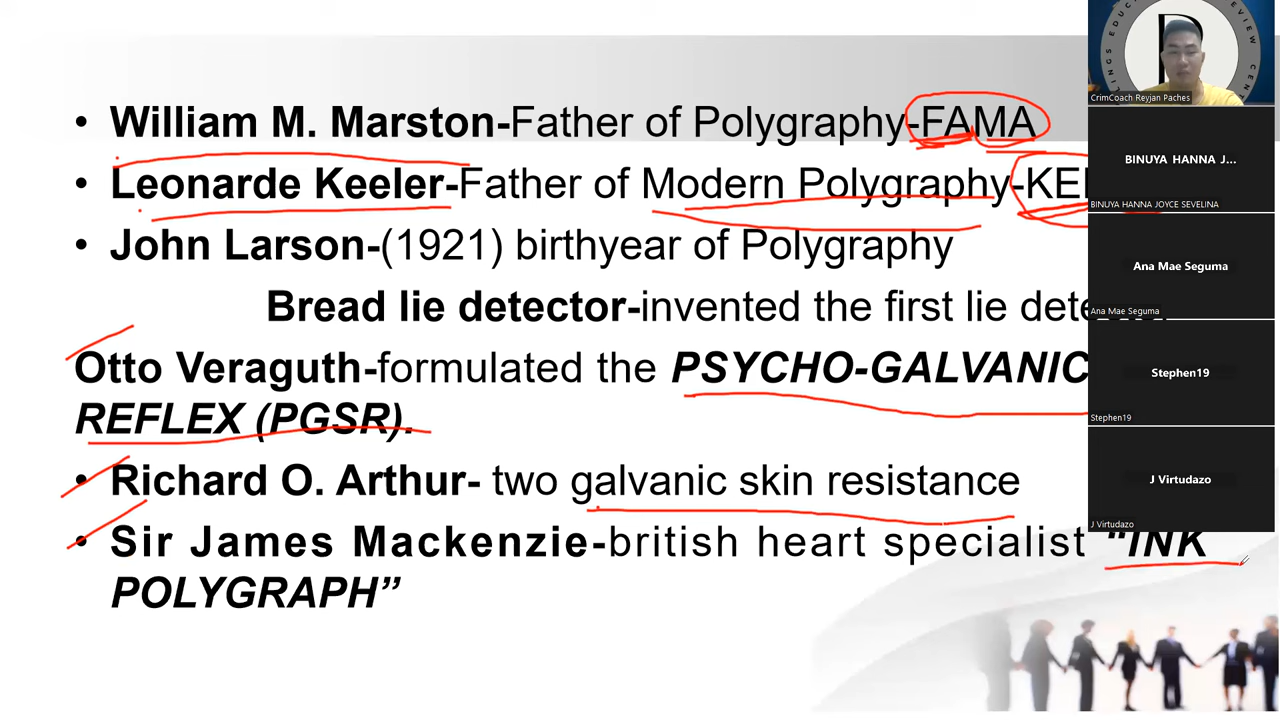 • William M. Marston-Father of Polygraphy-FAMA
• Leonarde Keeler-Father of Modern Polygraphy-
• John Larson-(1921) birthyear of Polygraphy
Bread lie detector-invented the first lie
Otto Veraguth-formulated the PSYCHO-GALVANIC
REFLEX (PGSR).
• Richard O. Arthur- two galvanic skin resistance
• Sir James Mackenzie-british heart specialist “INK
POLYGRAPH”
CrimCoach Reyjan Paches
BINUYA HANNA J...
BINUYA HANNA JOYCE SEVELINA
Ana Mae Seguma
Ana Mae Seguma
Stephen19
Stephen19
J Virtudazo
J Virtudazo